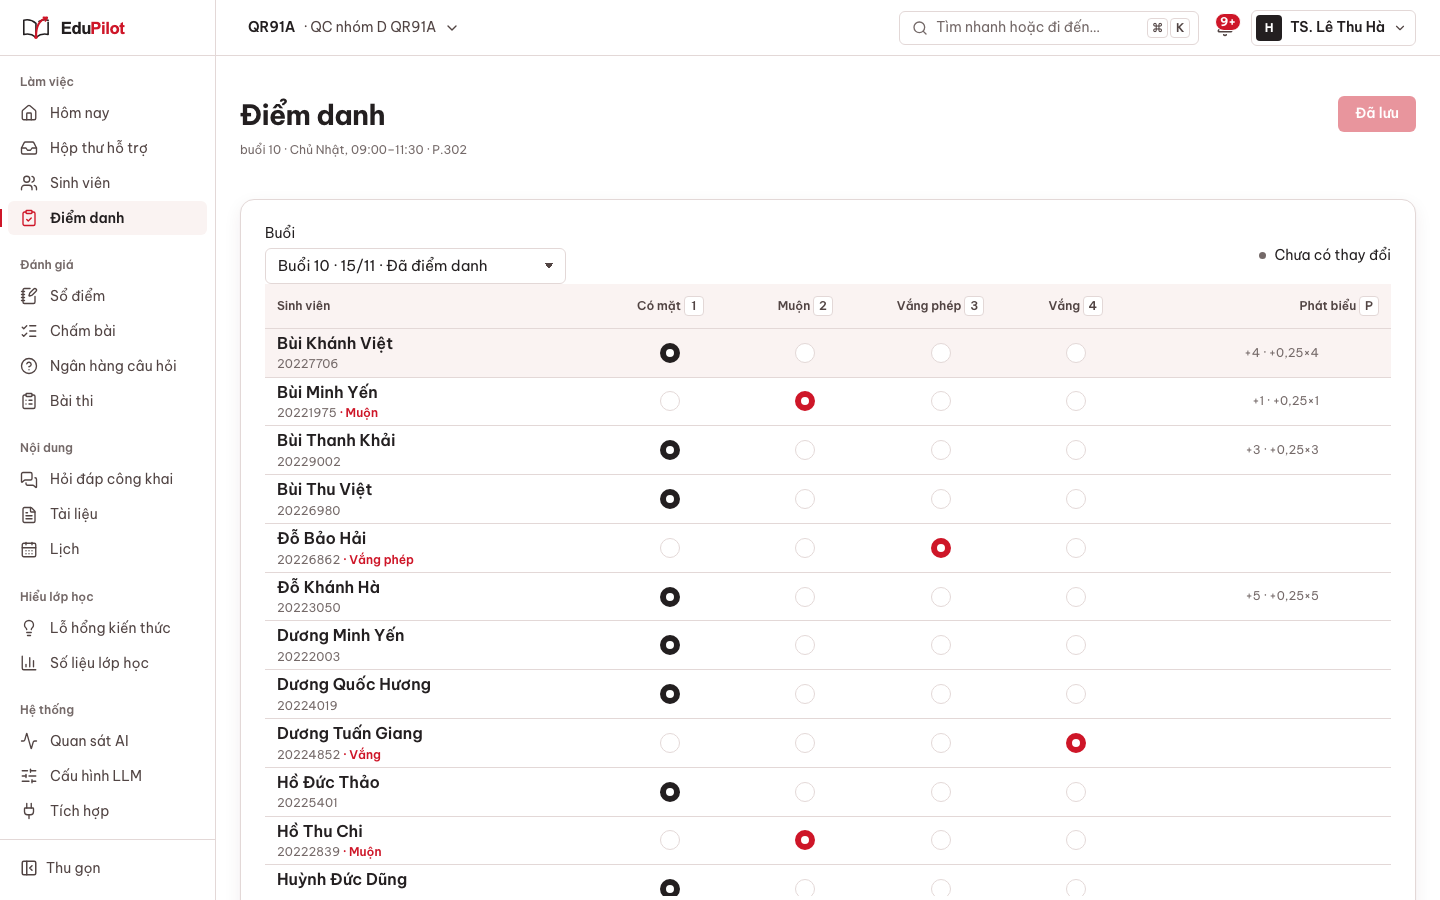 EduPilot
QR91A · QC nhóm D QR91A
Tìm nhanh hoặc đi đến... ⌘ K
9+
H TS. Lê Thu Hà
Làm việc
Hôm nay
Hộp thư hỗ trợ
Sinh viên
Điểm danh
Đánh giá
Sổ điểm
Chấm bài
Ngân hàng câu hỏi
Bài thi
Nội dung
Hỏi đáp công khai
Tài liệu
Lịch
Hiểu lớp học
Lỗ hổng kiến thức
Số liệu lớp học
Hệ thống
Quan sát AI
Cấu hình LLM
Tích hợp
Thu gọn
Điểm danh
Đã lưu
buổi 10 · Chủ Nhật, 09:00–11:30 · P.302
Buổi
Buổi 10 · 15/11 · Đã điểm danh
Chưa có thay đổi
Sinh viên Có mặt 1 Muộn 2 Vắng phép 3 Vắng 4 Phát biểu P
Bùi Khánh Việt
20227706
+4 · +0,25×4
Bùi Minh Yến
20221975 · Muộn
+1 · +0,25×1
Bùi Thanh Khải
20229002
+3 · +0,25×3
Bùi Thu Việt
20226980
Đỗ Bảo Hải
20226862 · Vắng phép
Đỗ Khánh Hà
20223050
+5 · +0,25×5
Dương Minh Yến
20222003
Dương Quốc Hương
20224019
Dương Tuấn Giang
20224852 · Vắng
Hồ Đức Thảo
20225401
Hồ Thu Chi
20222839 · Muộn
Huỳnh Đức Dũng